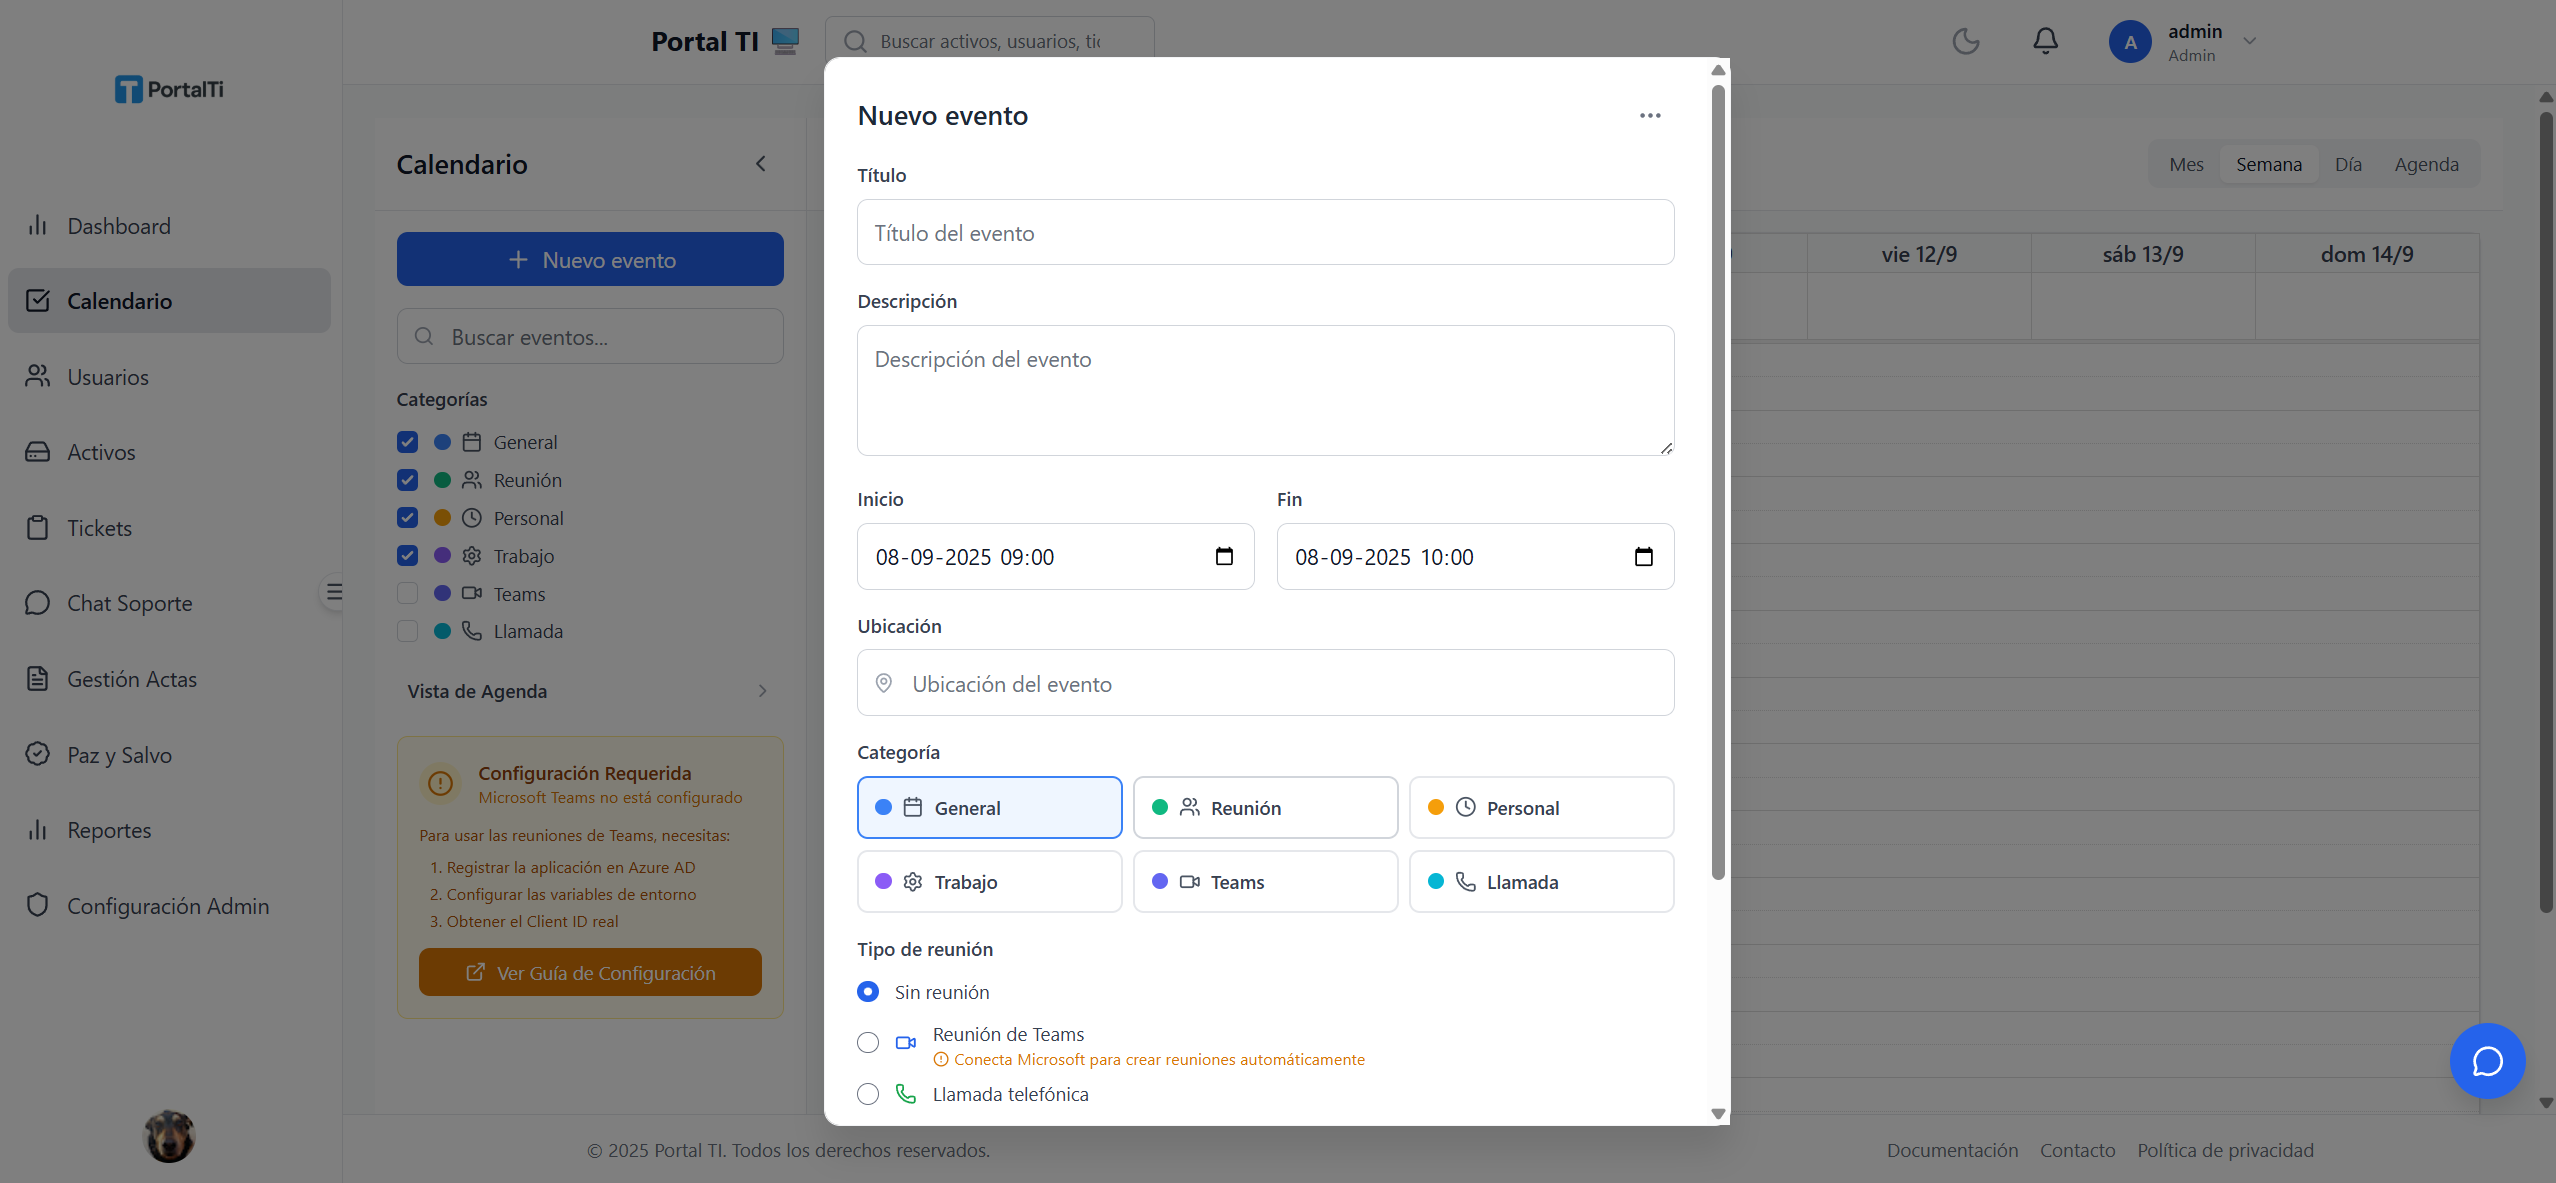 PortalTi
Dashboard
Calendario
Usuarios
Activos
Tickets
Chat Soporte
Gestión Actas
Paz y Salvo
Reportes
Configuración Admin
Portal TI
Buscar activos, usuarios, tic
A
admin
Admin
Calendario
Nuevo evento
Buscar eventos...
Categorías
General
Reunión
Personal
Trabajo
Teams
Llamada
Vista de Agenda
Configuración Requerida
Microsoft Teams no está configurado
Para usar las reuniones de Teams, necesitas:
1. Registrar la aplicación en Azure AD
2. Configurar las variables de entorno
3. Obtener el Client ID real
Ver Guía de Configuración
Mes Semana Día Agenda
vie 12/9 sáb 13/9 dom 14/9
Nuevo evento
Título
Título del evento
Descripción
Descripción del evento
Inicio Fin
08-09-2025 09:00 08-09-2025 10:00
Ubicación
Ubicación del evento
Categoría
General Reunión Personal
Trabajo Teams Llamada
Tipo de reunión
Sin reunión
Reunión de Teams
Conecta Microsoft para crear reuniones automáticamente
Llamada telefónica
© 2025 Portal TI. Todos los derechos reservados.
Documentación Contacto Política de privacidad